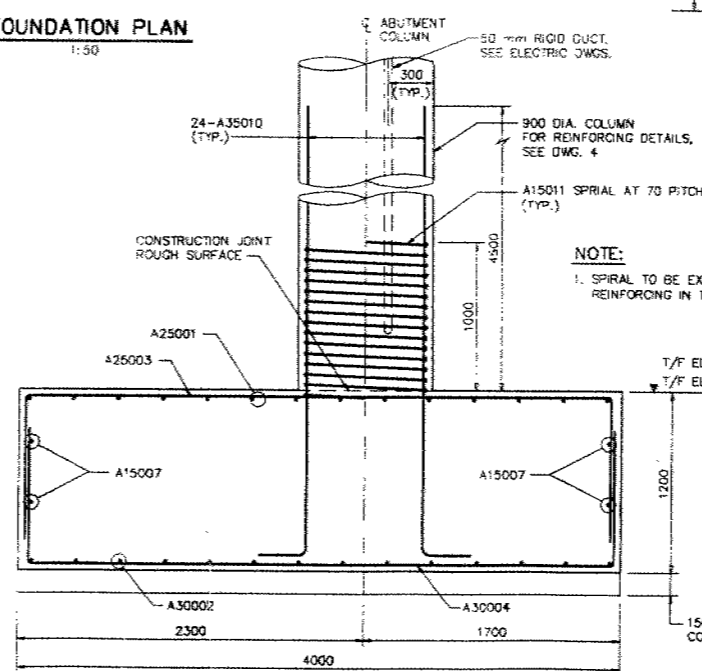 FOUNDATION PLAN
1:50
℄ ABUTMENT
COLUMN
50 mm RIGID DUCT.
SEE ELECTRIC DWGS.
300
(TYP.)
24-A35010
(TYP.)
900 DIA. COLUMN
FOR REINFORCING DETAILS,
SEE DWG. 4
A15011 SPRIAL AT 70 PITCH
(TYP.)
CONSTRUCTION JOINT
ROUGH SURFACE
4500
1000
NOTE:
1. SPIRAL TO BE EX
REINFORCING IN T
A25001
A25003
T/F EL
T/F EL
A15007
A15007
1200
A30002
A30004
2300
1700
15
CO
4000